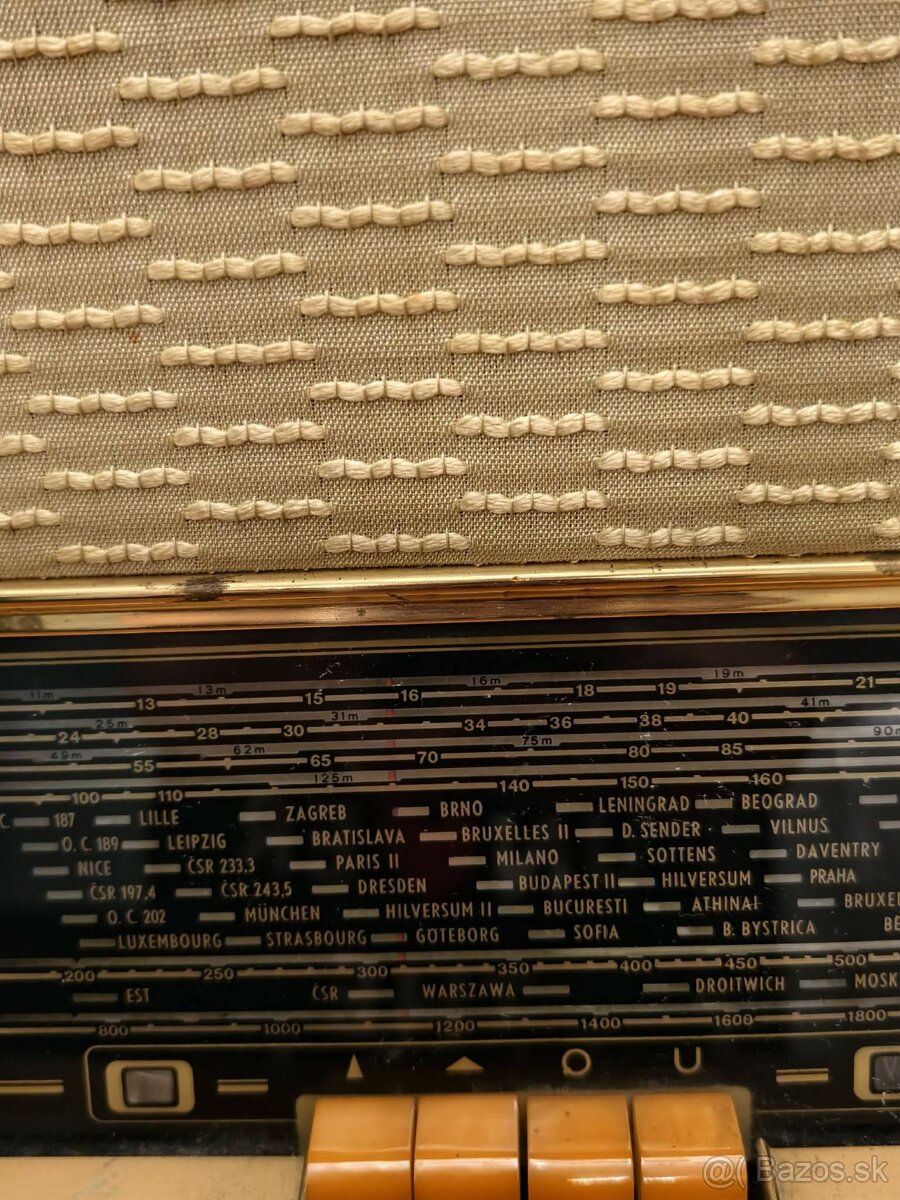 11m 13m 16m 19m
13 15 16 18 19 21
25m 31m 41m
24 28 30 34 36 38 40
49m 62m 75m 90m
55 65 70 80 85
125m
100 110 140 150 160
187 LILLE ZAGREB BRNO LENINGRAD BEOGRAD
O.C. 189 LEIPZIG BRATISLAVA BRUXELLES II D. SENDER VILNUS
NICE ČSR 233,3 PARIS II MILANO SOTTENS DAVENTRY
ČSR 197,4 ČSR 243,5 DRESDEN BUDAPEST II HILVERSUM PRAHA
O.C. 202 MÜNCHEN HILVERSUM II BUCURESTI ATHINAI BRUXE
LUXEMBOURG STRASBOURG GÖTEBORG SOFIA B. BYSTRICA BE
200 250 300 350 400 450 500
EST ČSR WARSZAWA DROITWICH MOSK
800 1000 1200 1400 1600 1800
Bazos.sk